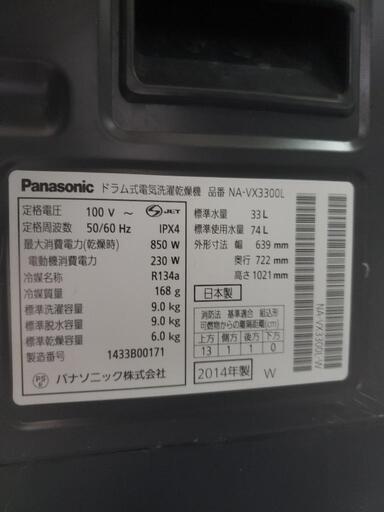 Panasonic ドラム式電気洗濯乾燥機 品番 NA-VX3300L
定格電圧 100 V ～ JET
定格周波数 50/60 Hz IPX4
最大消費電力(乾燥時) 850 W
電動機消費電力 230 W
冷媒名称 R134a
冷媒質量 168 g
標準洗濯容量 9.0 kg
標準脱水容量 9.0 kg
標準乾燥容量 6.0 kg
製造番号 1433B00171
PSE パナソニック株式会社
標準水量 33 L
標準使用水量 74 L
外形寸法 幅 639 mm
奥行 722 mm
高さ 1021 mm
日本製
消防法 基準適合 組込形
可燃物からの離隔距離(cm)
上方 側方 後方 下方
13 1 1 0
2014年製 W
NA-VX3300L-W